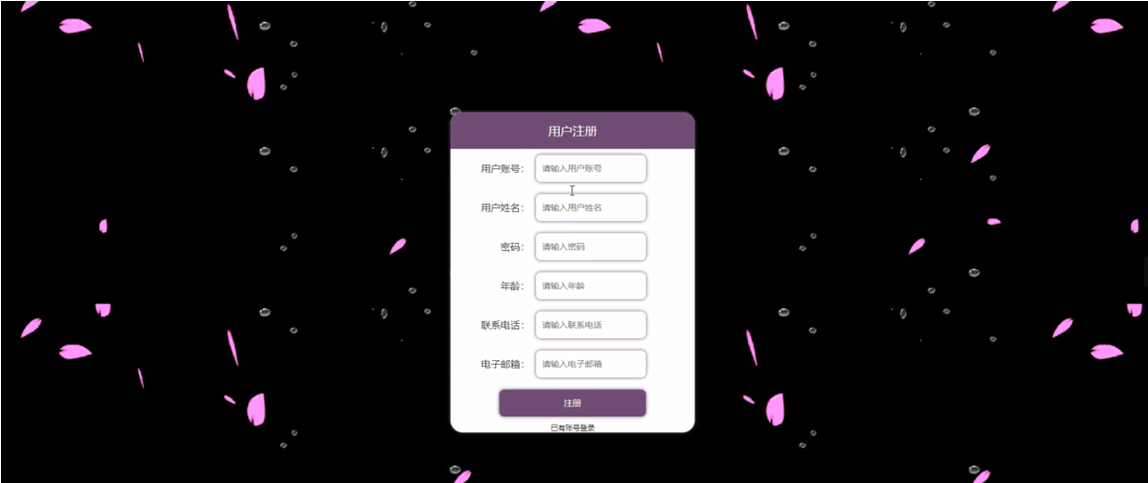 用户注册
用户账号： 请输入用户账号
用户姓名： 请输入用户姓名
密码： 请输入密码
年龄： 请输入年龄
联系电话： 请输入联系电话
电子邮箱： 请输入电子邮箱
注册
已有账号登录